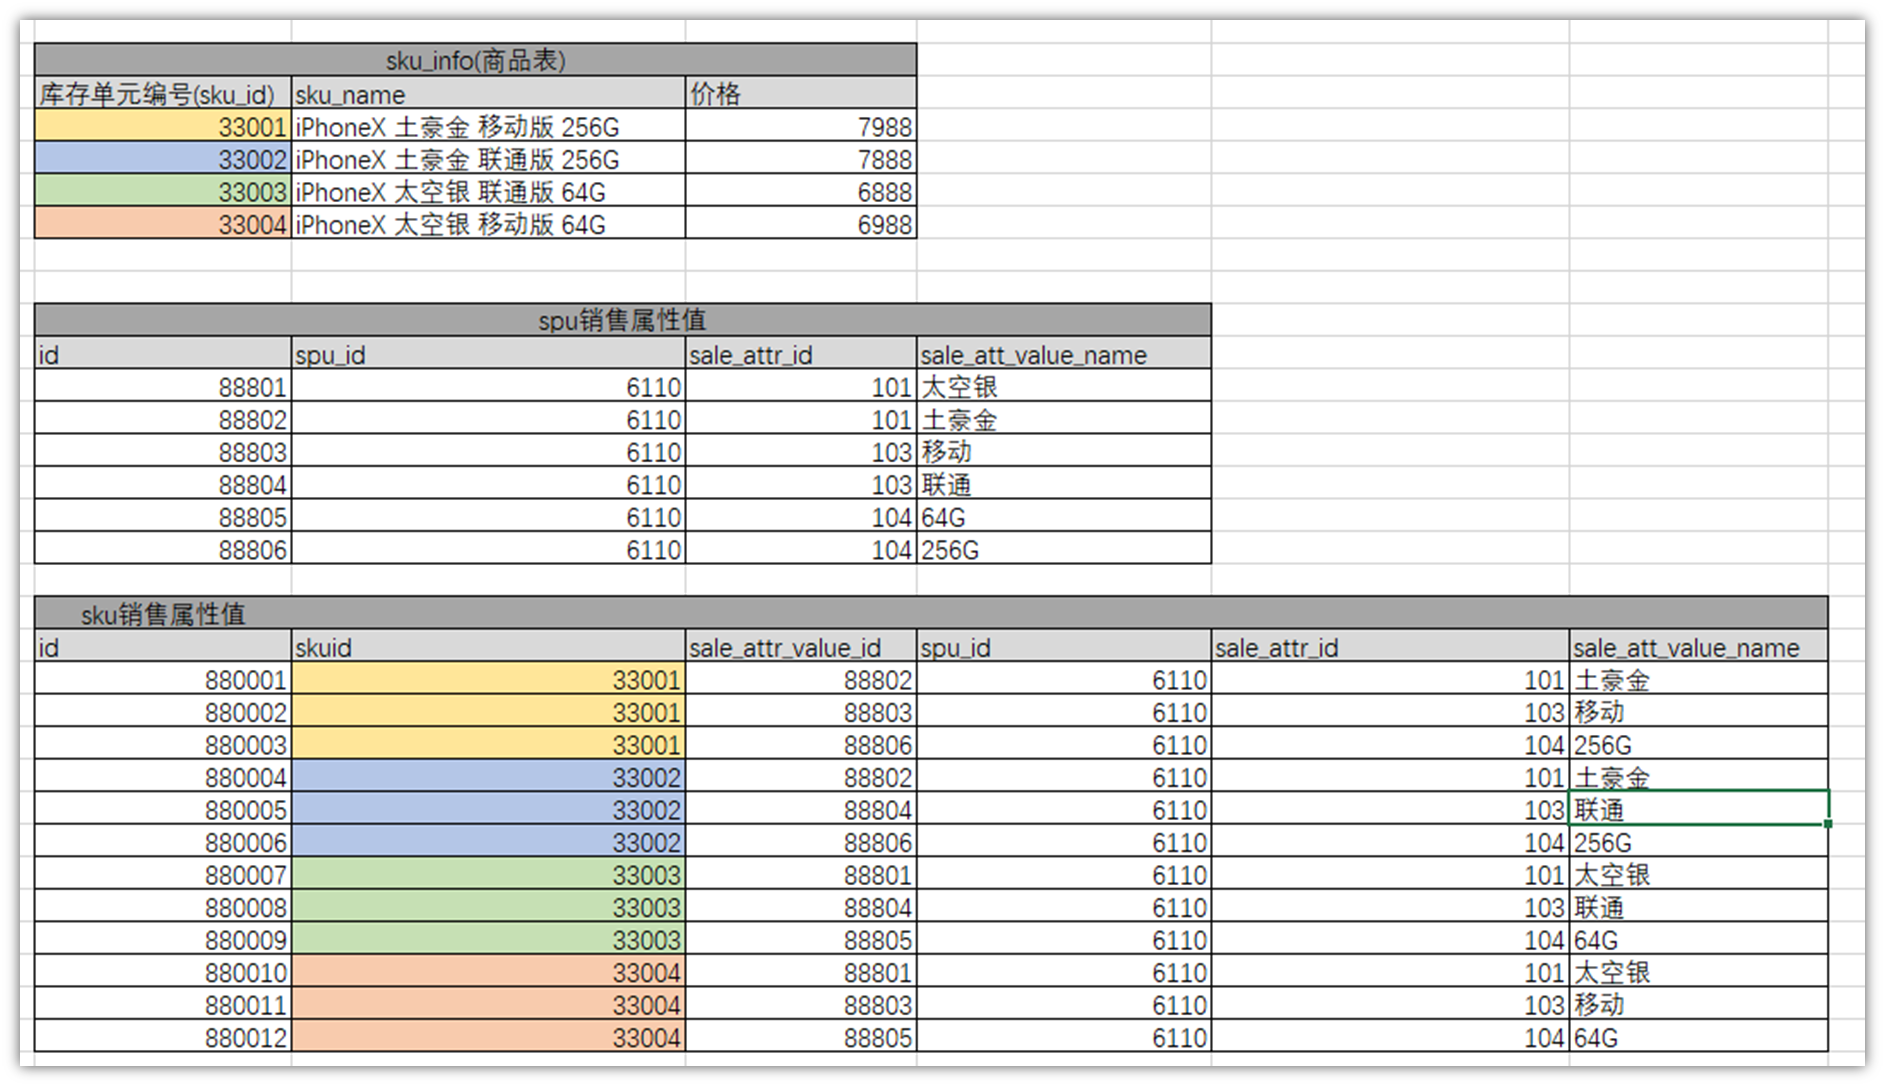 sku_info(商品表)
库存单元编号(sku_id) sku_name 价格
33001 iPhoneX 土豪金 移动版 256G 7988
33002 iPhoneX 土豪金 联通版 256G 7888
33003 iPhoneX 太空银 联通版 64G 6888
33004 iPhoneX 太空银 移动版 64G 6988
spu销售属性值
id spu_id sale_attr_id sale_att_value_name
88801 6110 101 太空银
88802 6110 101 土豪金
88803 6110 103 移动
88804 6110 103 联通
88805 6110 104 64G
88806 6110 104 256G
sku销售属性值
id skuid sale_attr_value_id spu_id sale_attr_id sale_att_value_name
880001 33001 88802 6110 101 土豪金
880002 33001 88803 6110 103 移动
880003 33001 88806 6110 104 256G
880004 33002 88802 6110 101 土豪金
880005 33002 88804 6110 103 联通
880006 33002 88806 6110 104 256G
880007 33003 88801 6110 101 太空银
880008 33003 88804 6110 103 联通
880009 33003 88805 6110 104 64G
880010 33004 88801 6110 101 太空银
880011 33004 88803 6110 103 移动
880012 33004 88805 6110 104 64G